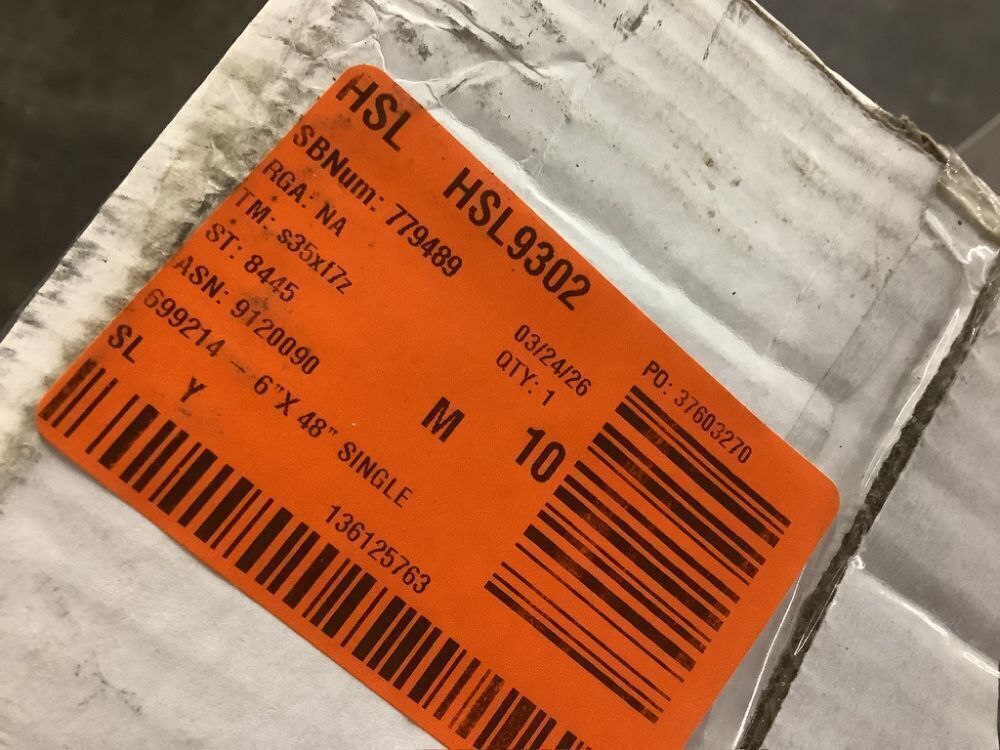 HSL HSL9302
SBNum: 779489 03/24/26
RGA: NA QTY: 1
TM: s35xf7z PO: 37603270
ST: 8445
ASN: 9120090 M 10
699214 – 6"X 48" SINGLE
SL Y 136125763